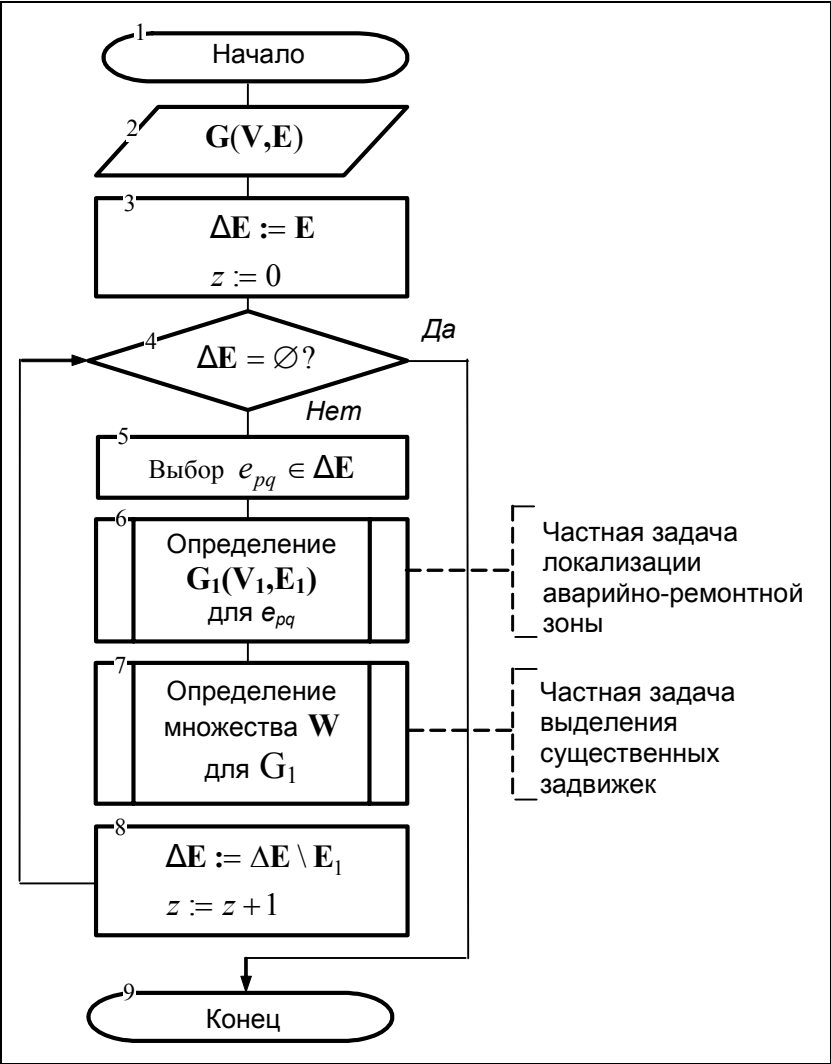 1
Начало
2
G(V,E)
3
ΔE := E
z := 0
4
ΔE = ∅?
Да
Нет
5
Выбор e_pq ∈ ΔE
6
Определение
G₁(V₁,E₁)
для e_pq
Частная задача
локализации
аварийно-ремонтной
зоны
7
Определение
множества W
для G₁
Частная задача
выделения
существенных
задвижек
8
ΔE := ΔE \ E₁
z := z + 1
9
Конец